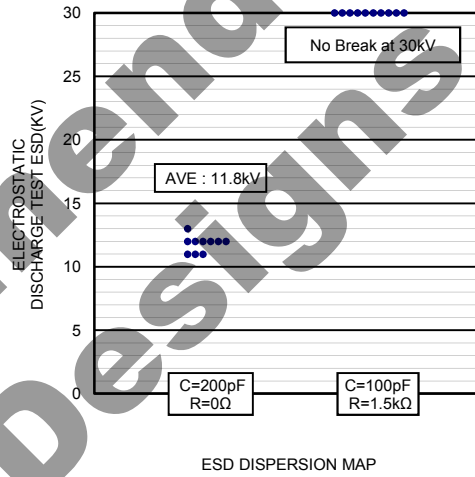 30
No Break at 30kV
25
20
AVE : 11.8kV
15
10
5
0
ELECTROSTATIC
DISCHARGE TEST ESD(KV)
C=200pF
R=0Ω
C=100pF
R=1.5kΩ
ESD DISPERSION MAP
Designs